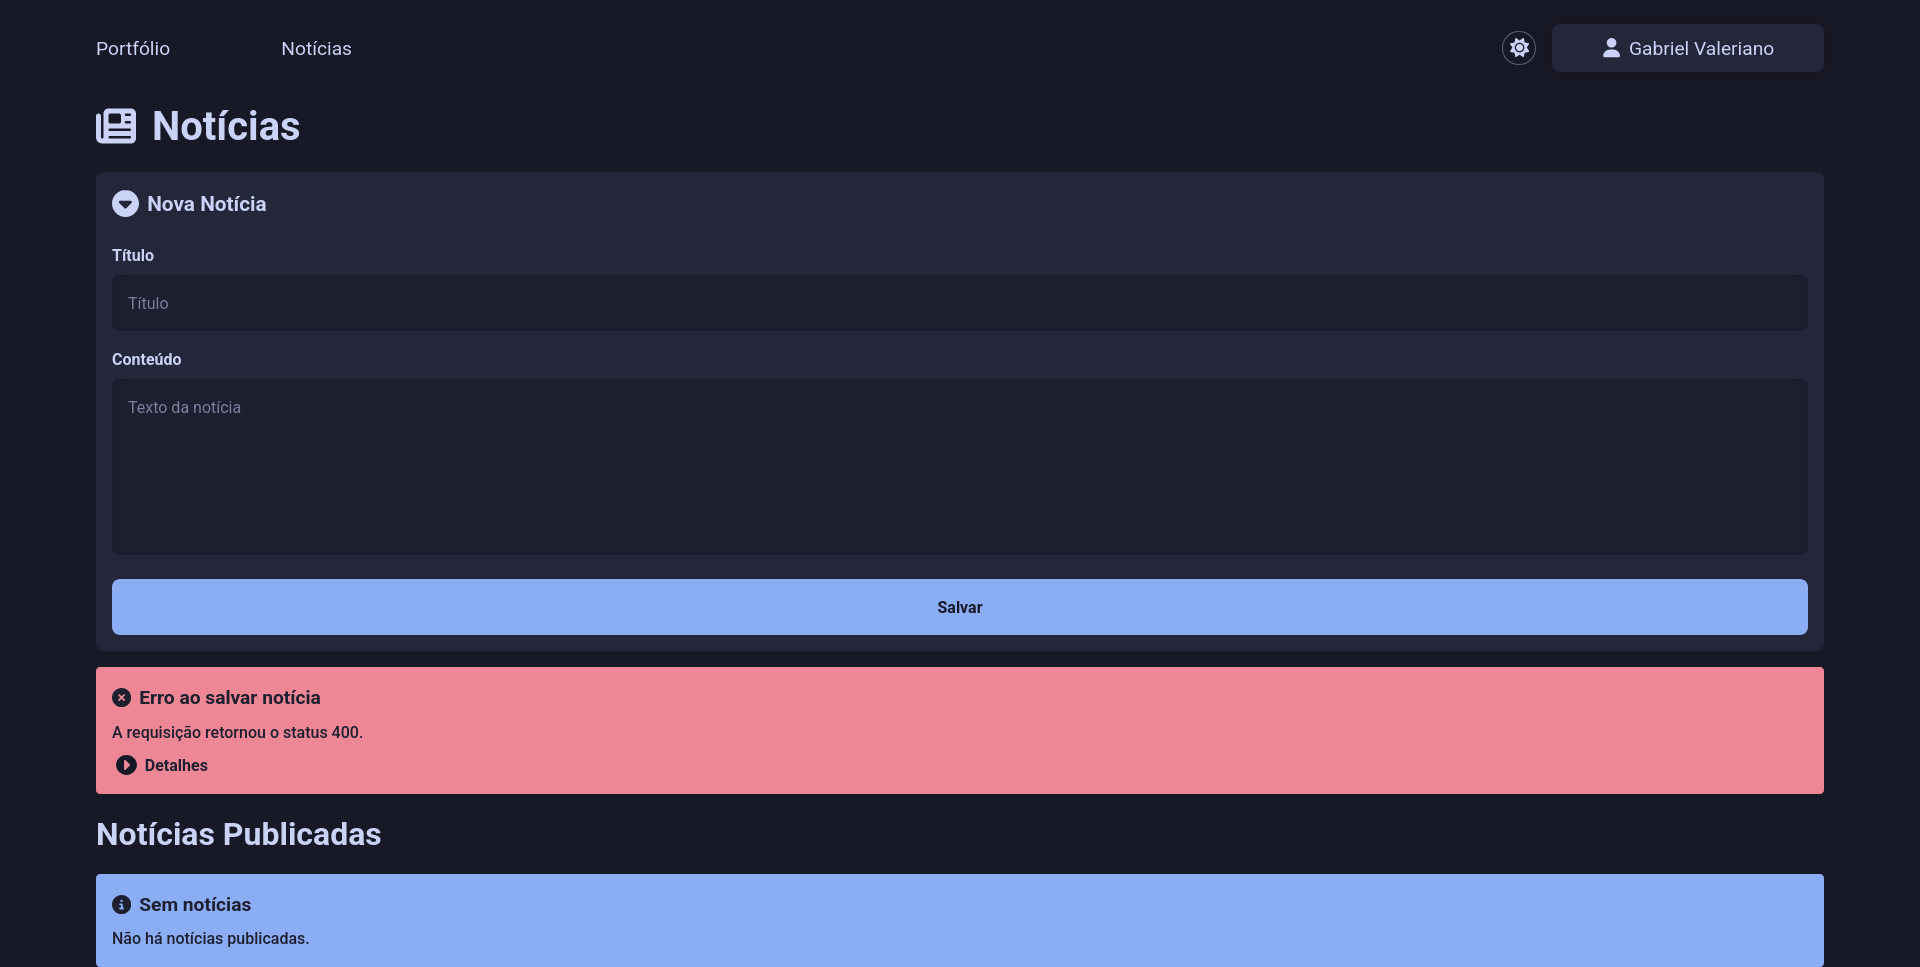 Portfólio
Notícias
Gabriel Valeriano
Notícias
Nova Notícia
Título
Título
Conteúdo
Texto da notícia
Salvar
Erro ao salvar notícia
A requisição retornou o status 400.
Detalhes
Notícias Publicadas
Sem notícias
Não há notícias publicadas.